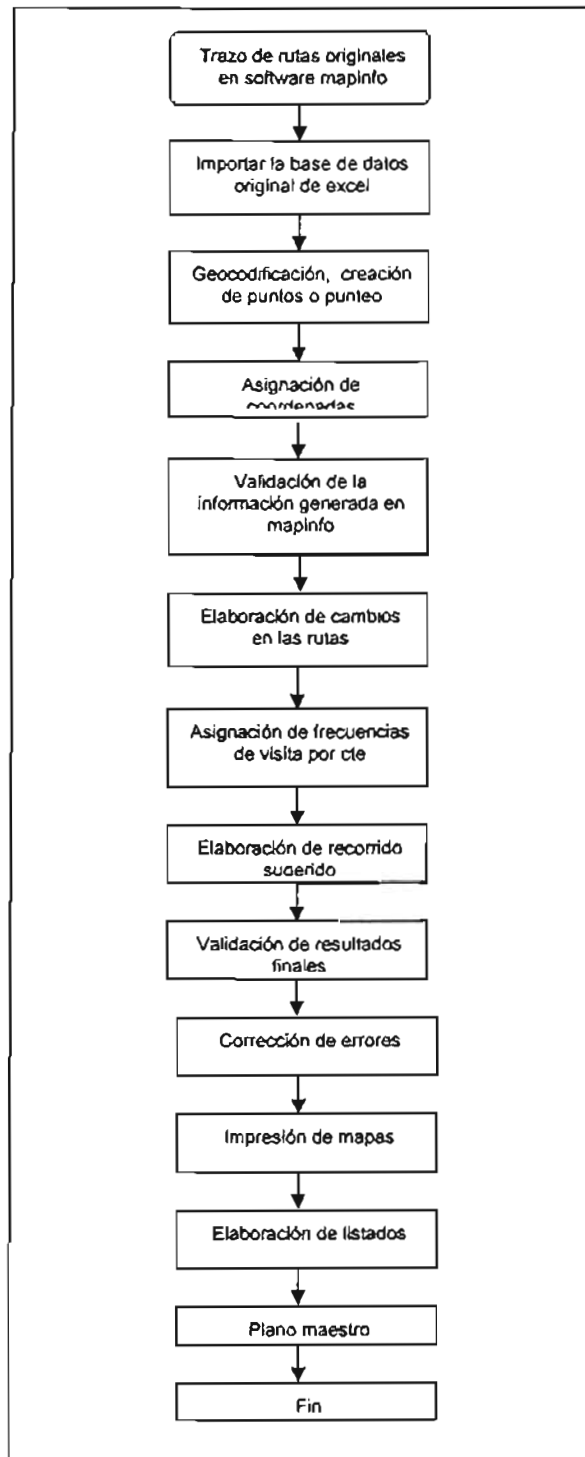 Trazo de rutas originales
en software mapinfo
Importar la base de datos
original de excel
Geocodificación, creación
de puntos o punteo
Asignación de
coordenadas
Validación de la
información generada en
mapinfo
Elaboración de cambios
en las rutas
Asignación de frecuencias
de visita por cte
Elaboración de recorrido
sugerido
Validación de resultados
finales
Corrección de errores
Impresión de mapas
Elaboración de listados
Plano maestro
Fin